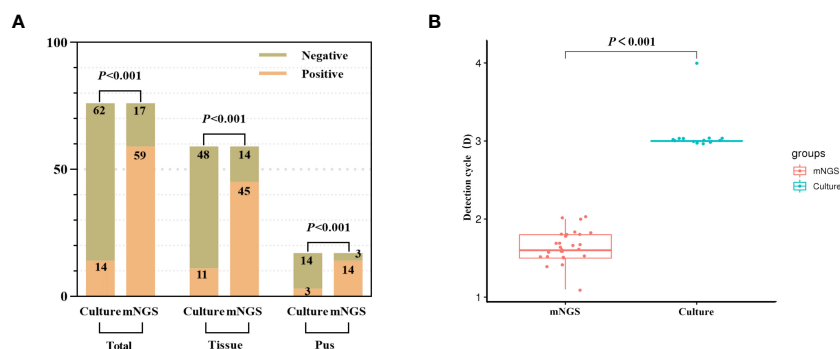 A
100
50
0
Negative
Positive
P<0.001
62
17
59
14
P<0.001
48
14
45
11
P<0.001
14
3
14
3
Culture mNGS Culture mNGS Culture mNGS
Total Tissue Pus
B
P < 0.001
Detection cycle (D)
4
3
2
1
mNGS Culture
groups
mNGS
Culture